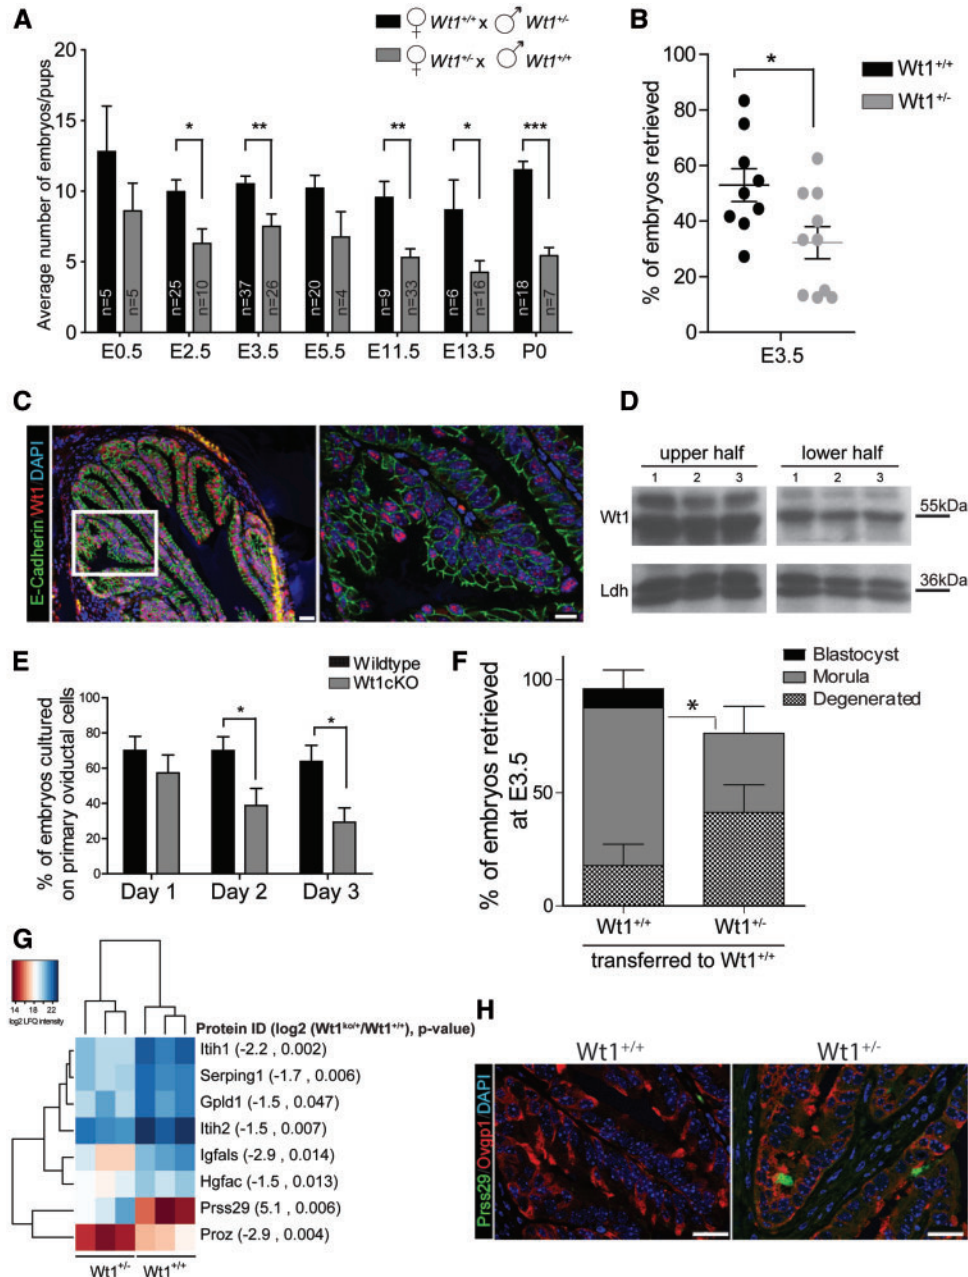 A
♀ Wt1+/+ x ♂ Wt1+/-
♀ Wt1+/- x ♂ Wt1+/+
Average number of embryos/pups
20
15
10
5
0
* ** ** * ***
n=5 n=5 n=25 n=10 n=37 n=26 n=20 n=4 n=9 n=33 n=6 n=16 n=18 n=7
E0.5 E2.5 E3.5 E5.5 E11.5 E13.5 P0
B
% of embryos retrieved
100
80
60
40
20
0
*
Wt1+/+
Wt1+/-
E3.5
C
E-Cadherin Wt1 DAPI
D
upper half lower half
1 2 3 1 2 3
Wt1
55kDa
Ldh
36kDa
E
Wildtype
Wt1cKO
% of embryos cultured
on primary oviductal cells
100
80
60
40
20
0
* *
Day 1 Day 2 Day 3
F
Blastocyst
Morula
Degenerated
% of embryos retrieved
at E3.5
100
50
0
*
Wt1+/+ Wt1+/-
transferred to Wt1+/+
G
14 18 22
log2 LFQ intensity
Protein ID (log2 (Wt1ko/+/Wt1+/+), p-value)
Itih1 (-2.2 , 0.002)
Serping1 (-1.7 , 0.006)
Gpld1 (-1.5 , 0.047)
Itih2 (-1.5 , 0.007)
Igfals (-2.9 , 0.014)
Hgfac (-1.5 , 0.013)
Prss29 (5.1 , 0.006)
Proz (-2.9 , 0.004)
Wt1+/- Wt1+/+
H
Wt1+/+ Wt1+/-
Prss29/Ovgp1/DAPI